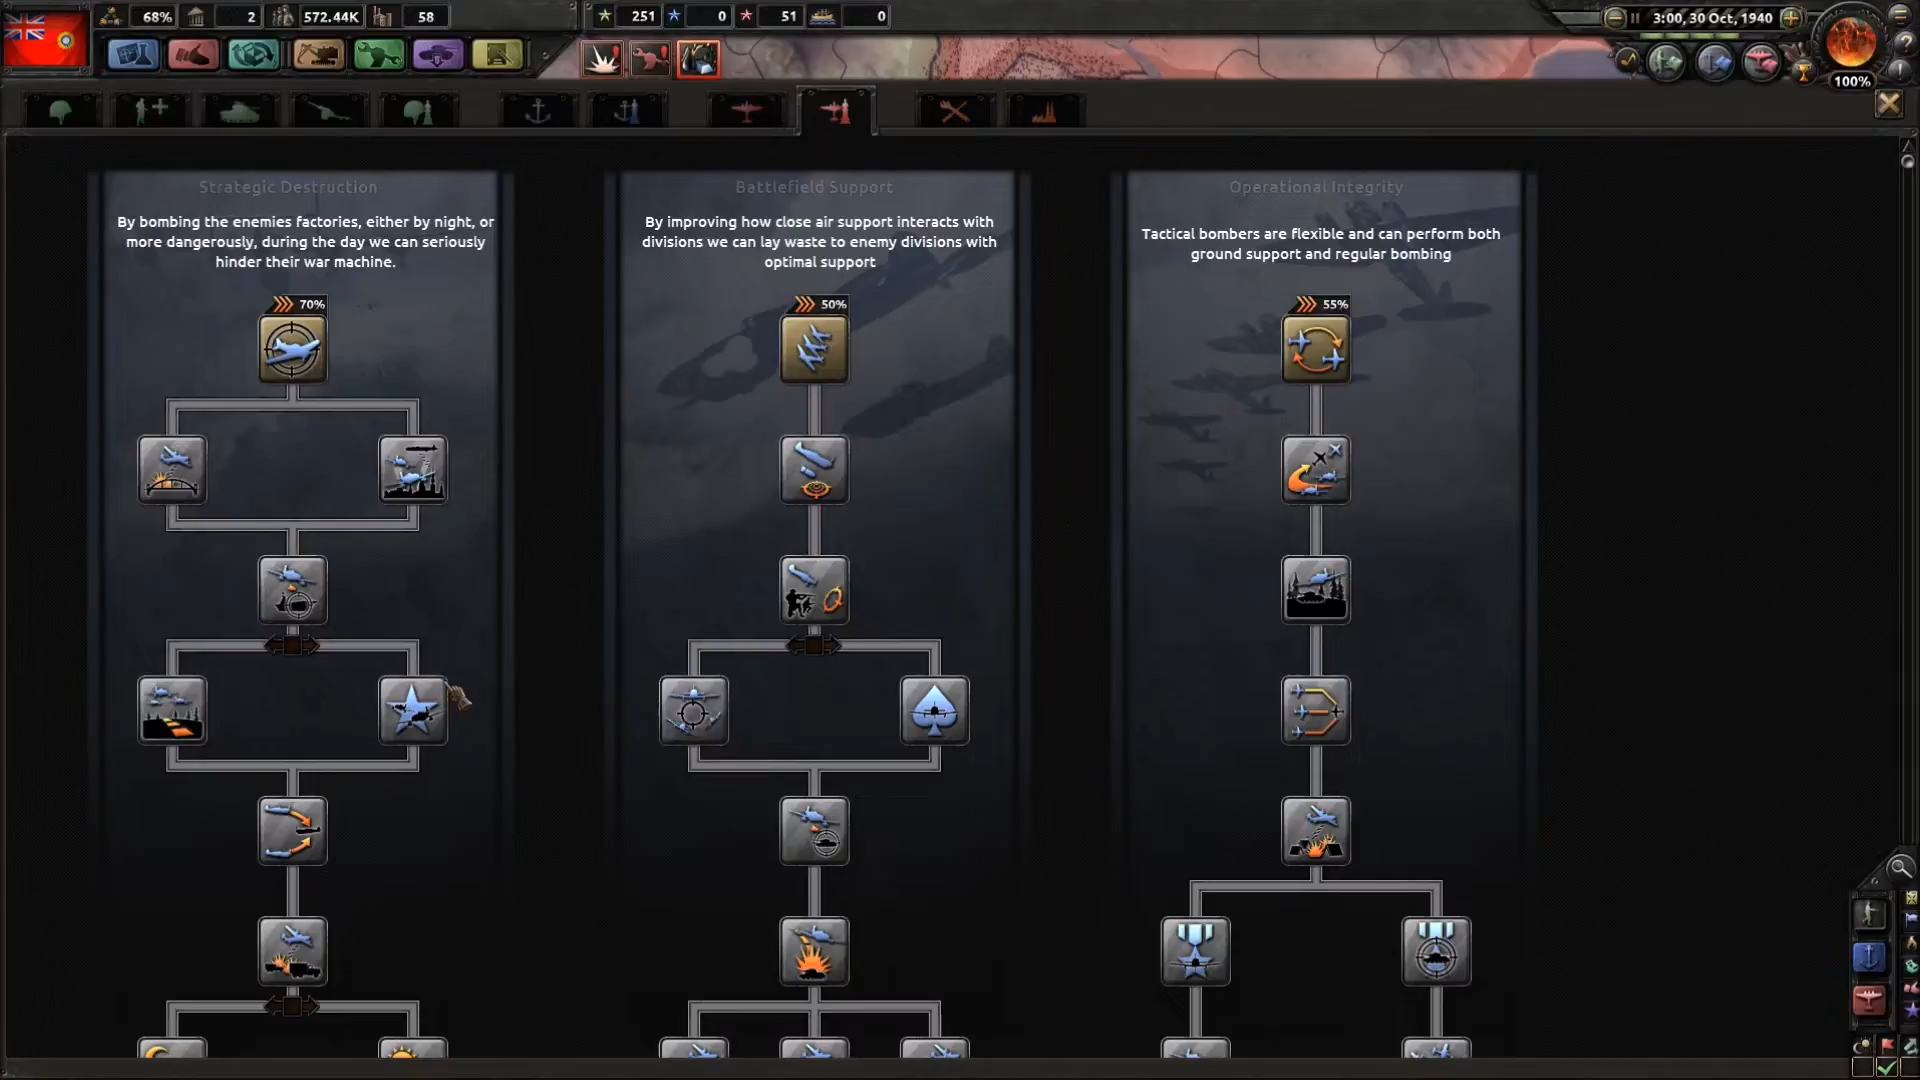 68%
2
572.44K
58
251
0
51
0
3:00, 30 Oct, 1940
100%
Strategic Destruction
By bombing the enemies factories, either by night, or
more dangerously, during the day we can seriously
hinder their war machine.
70%
Battlefield Support
By improving how close air support interacts with
divisions we can lay waste to enemy divisions with
optimal support
50%
Operational Integrity
Tactical bombers are flexible and can perform both
ground support and regular bombing
55%